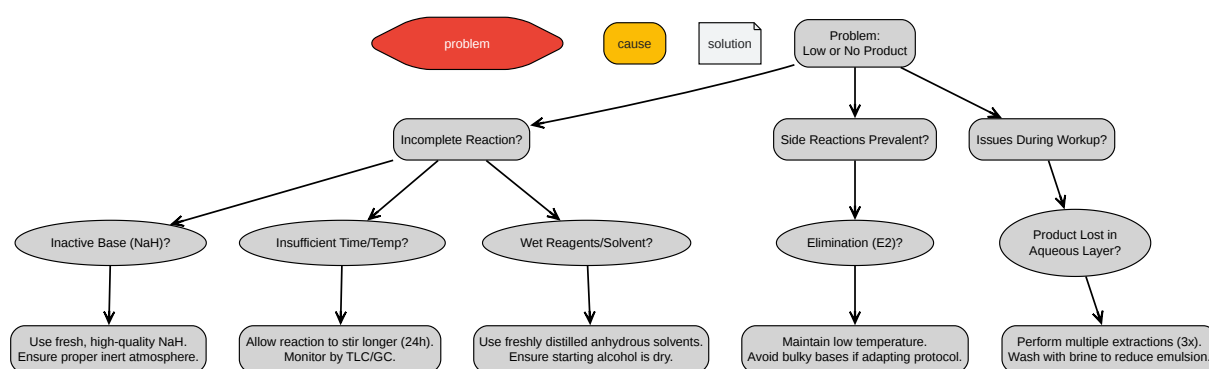 problem
cause
solution
Problem:
Low or No Product
Incomplete Reaction?
Side Reactions Prevalent?
Issues During Workup?
Inactive Base (NaH)?
Insufficient Time/Temp?
Wet Reagents/Solvent?
Elimination (E2)?
Product Lost in
Aqueous Layer?
Use fresh, high-quality NaH.
Ensure proper inert atmosphere.
Allow reaction to stir longer (24h).
Monitor by TLC/GC.
Use freshly distilled anhydrous solvents.
Ensure starting alcohol is dry.
Maintain low temperature.
Avoid bulky bases if adapting protocol.
Perform multiple extractions (3x).
Wash with brine to reduce emulsion.